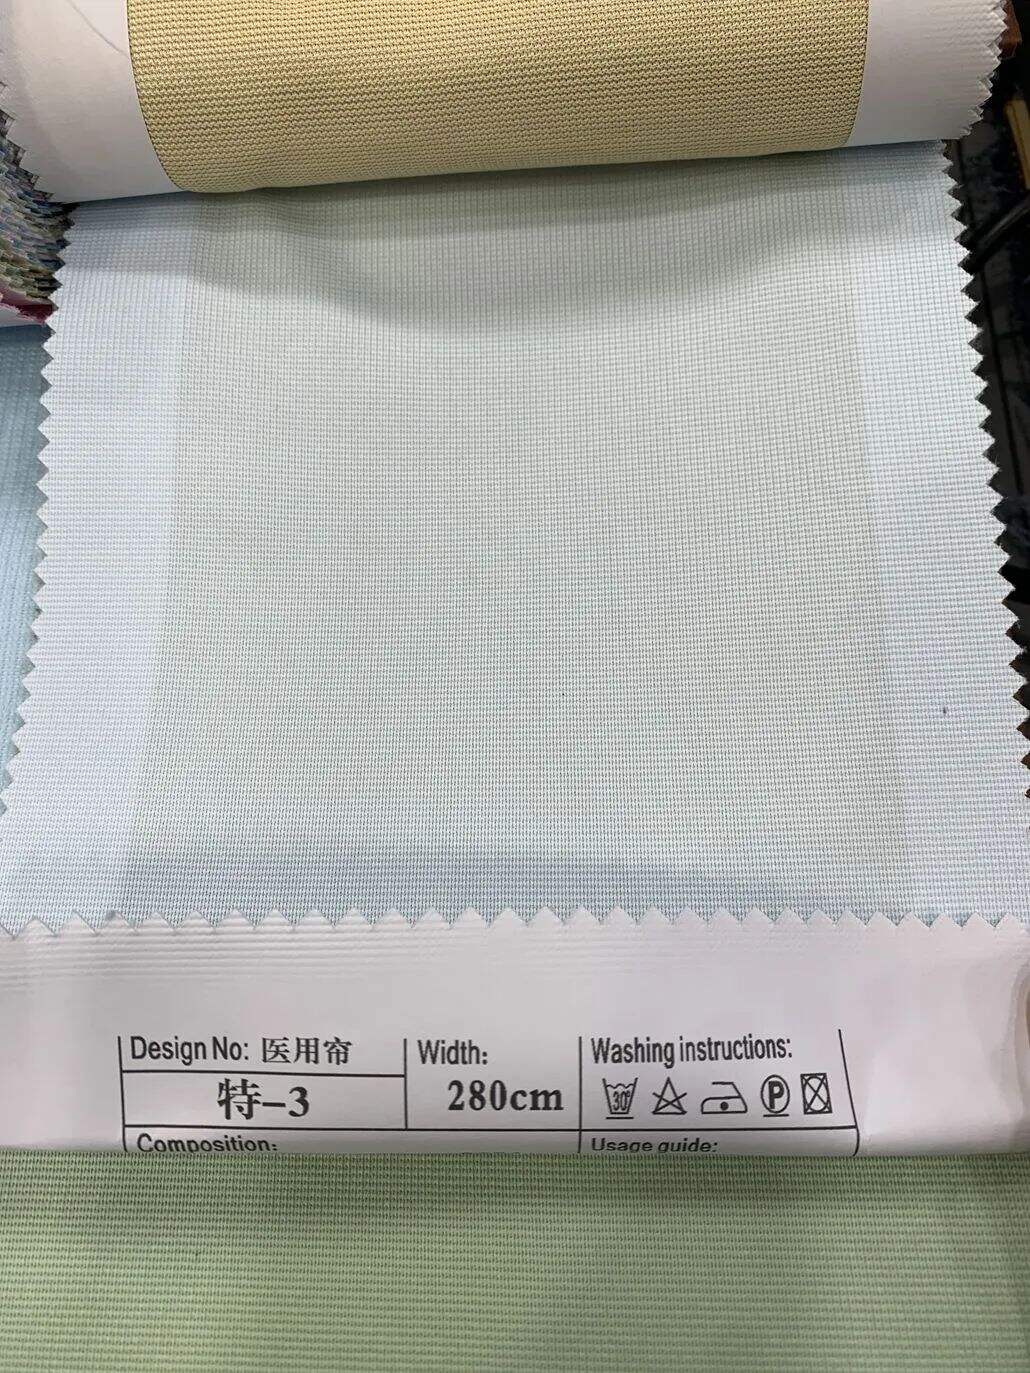 Design No: 医用帘
特-3
Width:
280cm
Washing instructions:
30°
P
Composition:
Usage guide: